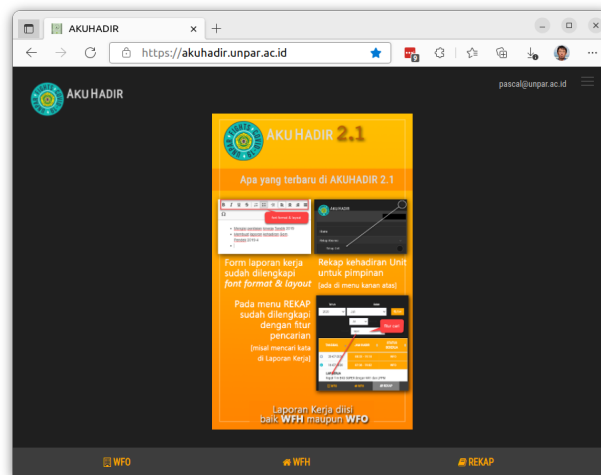 AKUHADIR
https://akuhadir.unpar.ac.id
9
AKU HADIR
pascal@unpar.ac.id
AKU HADIR 2.1
Apa yang terbaru di AKUHADIR 2.1
Form laporan kerja
sudah dilengkapi
font format & layout
Rekap kehadiran Unit
untuk pimpinan
(ada di menu kanan atas)
Pada menu REKAP
sudah dilengkapi
dengan fitur
pencarian
(misal mencari kata
di Laporan Kerja)
Laporan Kerja diisi
baik WFH maupun WFO
WFO
WFH
REKAP